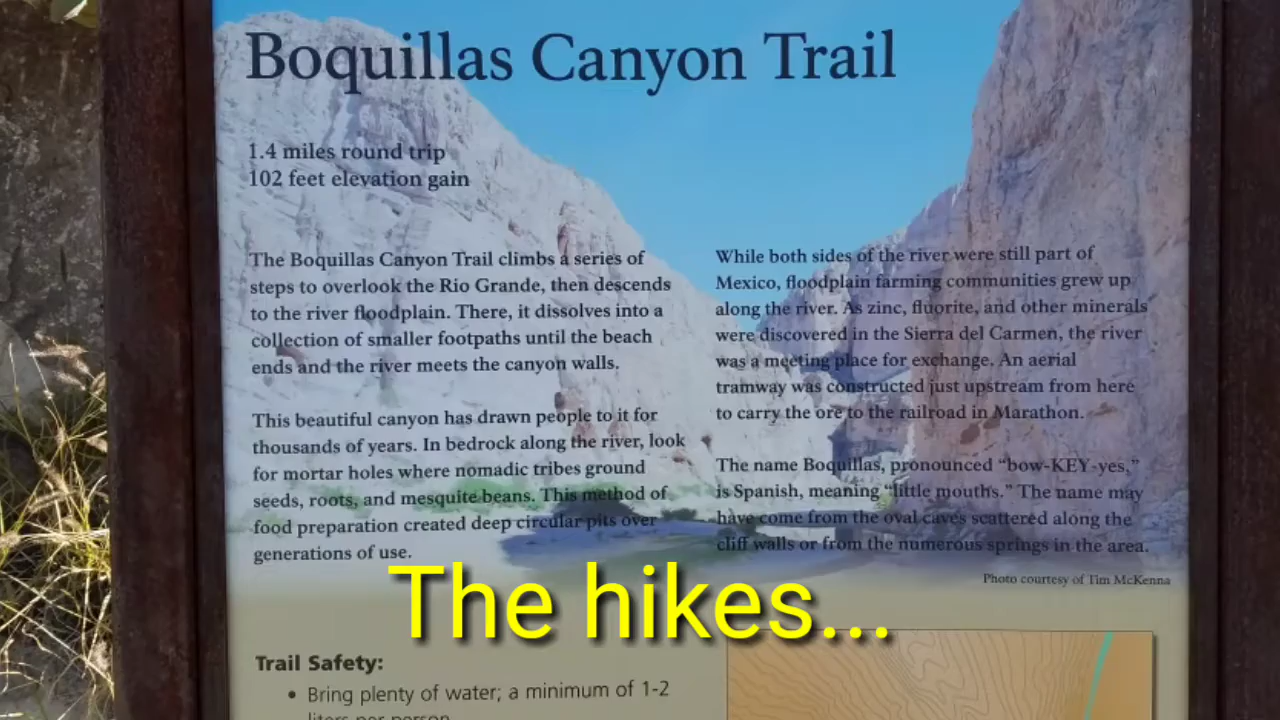 Boquillas Canyon Trail
1.4 miles round trip
102 feet elevation gain
The Boquillas Canyon Trail climbs a series of
steps to overlook the Rio Grande, then descends
to the river floodplain. There, it dissolves into a
collection of smaller footpaths until the beach
ends and the river meets the canyon walls.
This beautiful canyon has drawn people to it for
thousands of years. In bedrock along the river, look
for mortar holes where nomadic tribes ground
seeds, roots, and mesquite beans. This method of
food preparation created deep circular pits over
generations of use.
While both sides of the river were still part of
Mexico, floodplain farming communities grew up
along the river. As zinc, fluorite, and other minerals
were discovered in the Sierra del Carmen, the river
was a meeting place for exchange. An aerial
tramway was constructed just upstream from here
to carry the ore to the railroad in Marathon.
The name Boquillas, pronounced “bow-KEY-yes,”
is Spanish, meaning “little mouths.” The name may
have come from the oval caves scattered along the
cliff walls or from the numerous springs in the area.
Photo courtesy of Tim McKenna
The hikes...
Trail Safety:
• Bring plenty of water; a minimum of 1-2
liters per person